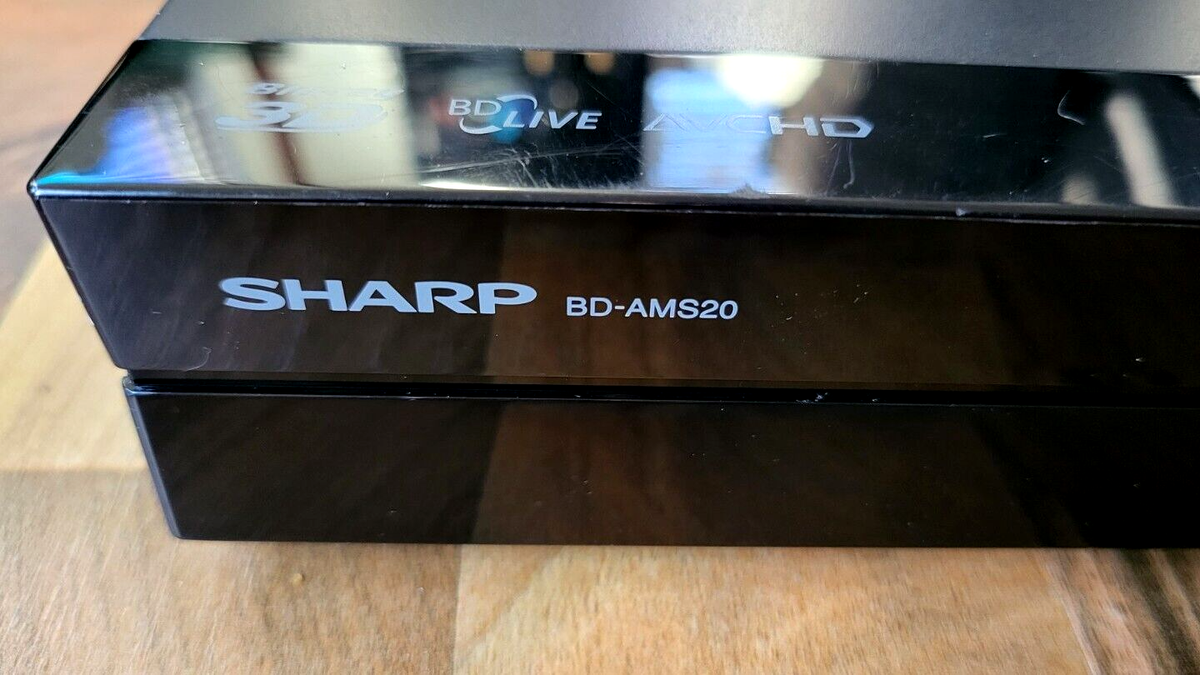 3D BD LIVE AVCHD
SHARP BD-AMS20